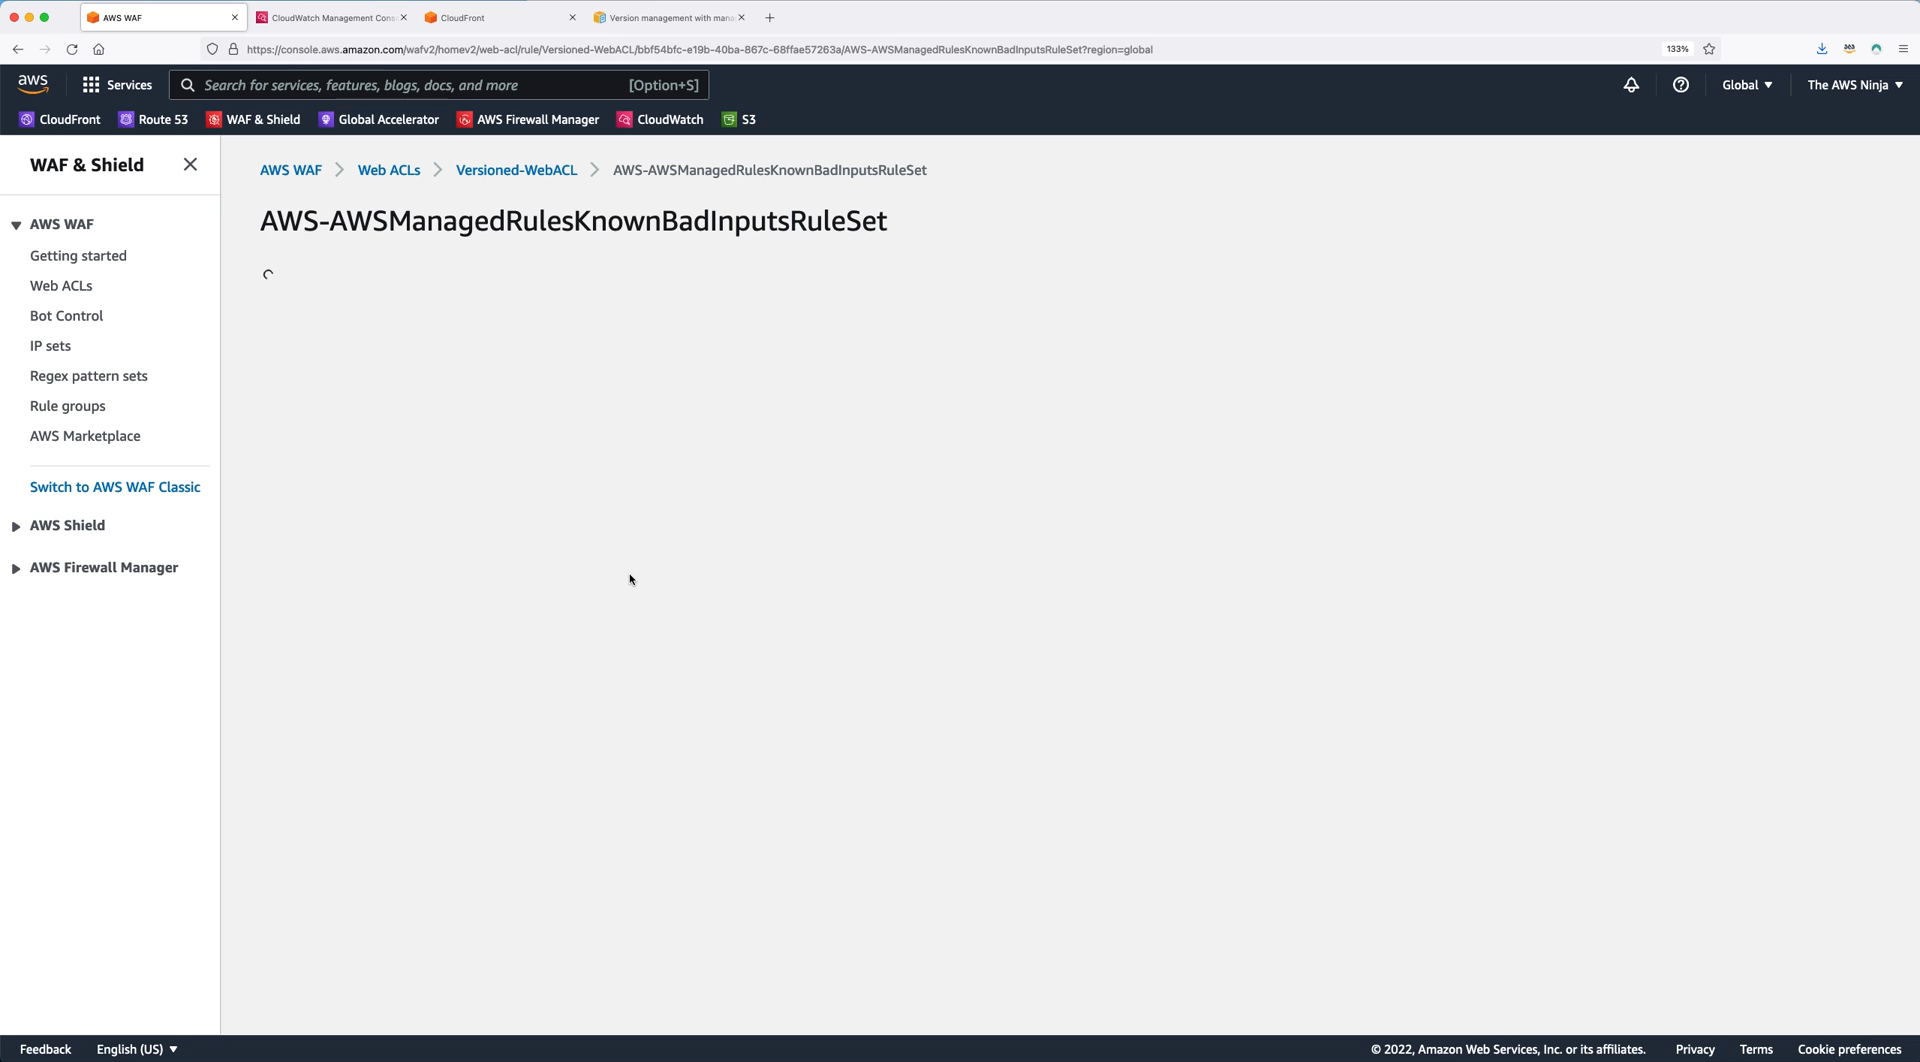 AWS WAF
CloudWatch Management Cons
CloudFront
Version management with mana
https://console.aws.amazon.com/wafv2/homev2/web-acl/rule/Versioned-WebACL/bbf54bfc-e19b-40ba-867c-68ffae57263a/AWS-AWSManagedRulesKnownBadInputsRuleSet?region=global
133%
aws
Services
Search for services, features, blogs, docs, and more
[Option+S]
Global
The AWS Ninja
CloudFront
Route 53
WAF & Shield
Global Accelerator
AWS Firewall Manager
CloudWatch
S3
WAF & Shield
AWS WAF
Getting started
Web ACLs
Bot Control
IP sets
Regex pattern sets
Rule groups
AWS Marketplace
Switch to AWS WAF Classic
AWS Shield
AWS Firewall Manager
AWS WAF
Web ACLs
Versioned-WebACL
AWS-AWSManagedRulesKnownBadInputsRuleSet
AWS-AWSManagedRulesKnownBadInputsRuleSet
Feedback
English (US)
© 2022, Amazon Web Services, Inc. or its affiliates.
Privacy
Terms
Cookie preferences